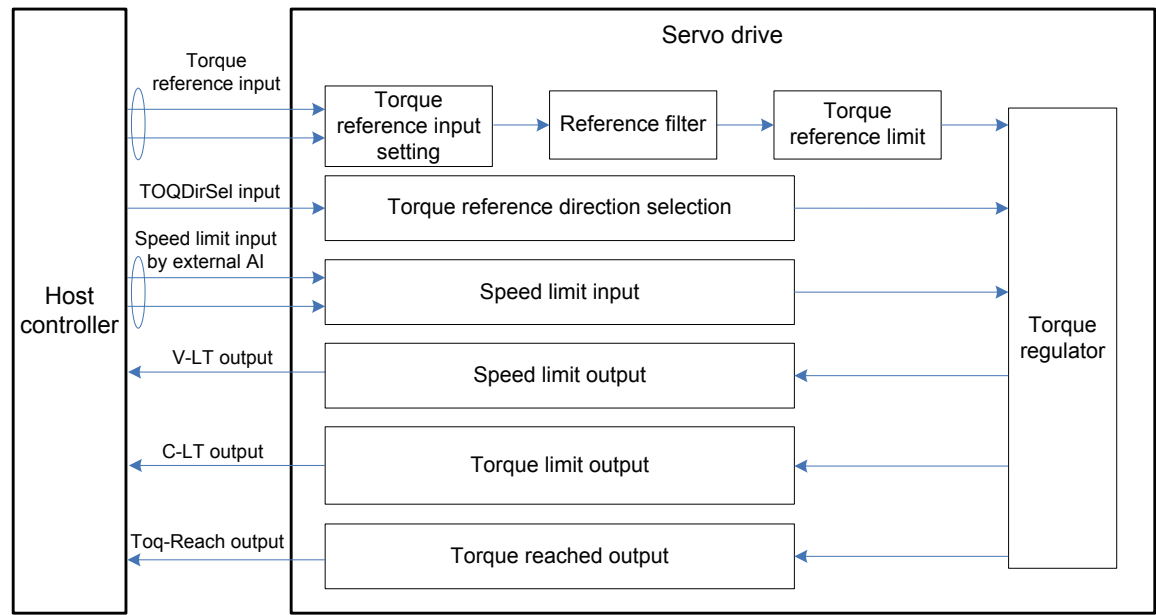 Servo drive
Torque
reference input
Torque
reference input
setting
Reference filter
Torque
reference limit
TOQDirSel input
Torque reference direction selection
Speed limit input
by external AI
Speed limit input
Host
controller
Torque
regulator
V-LT output
Speed limit output
C-LT output
Torque limit output
Toq-Reach output
Torque reached output